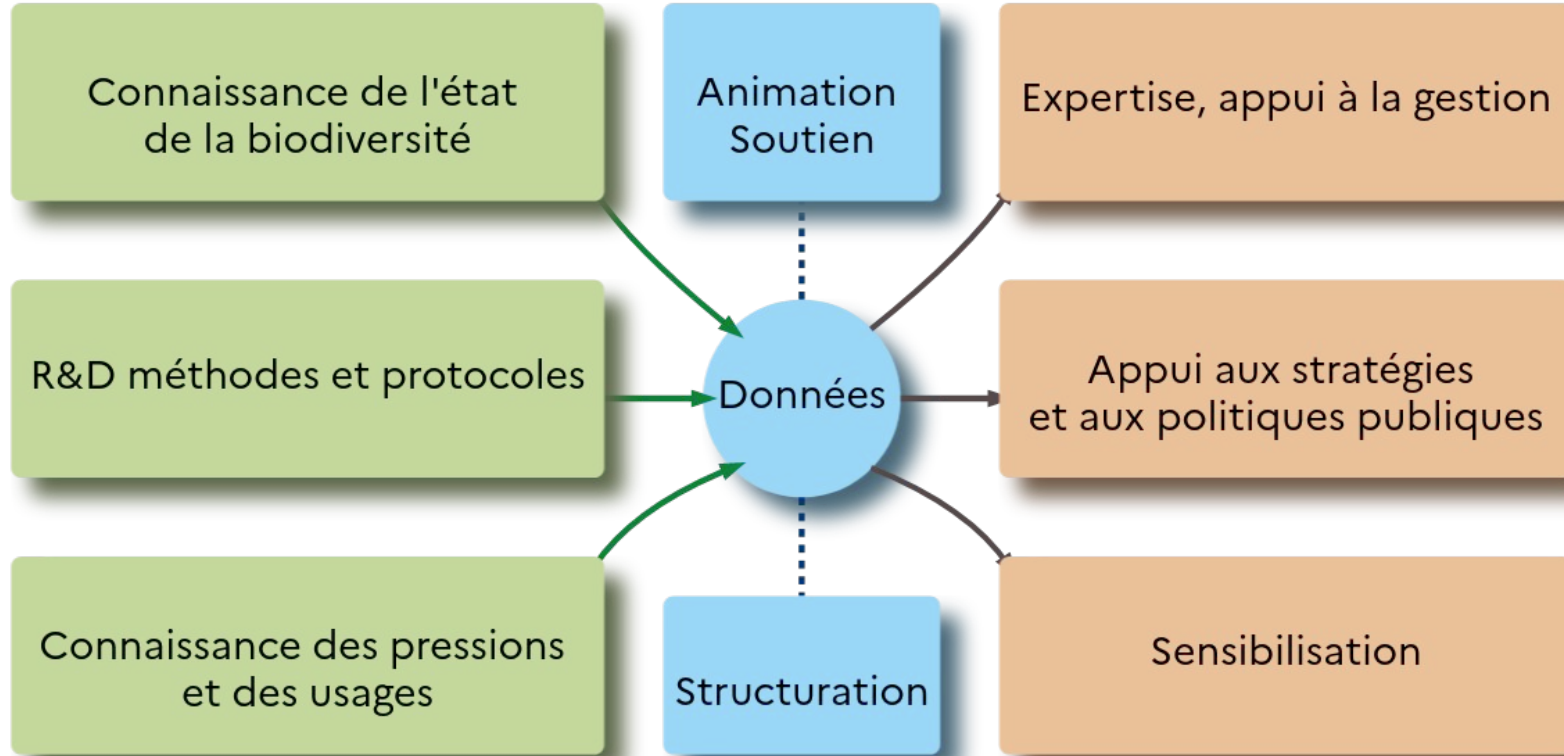 Connaissance de l'état
de la biodiversité
Animation
Soutien
Expertise, appui à la gestion
R&D méthodes et protocoles
Données
Appui aux stratégies
et aux politiques publiques
Connaissance des pressions
et des usages
Structuration
Sensibilisation